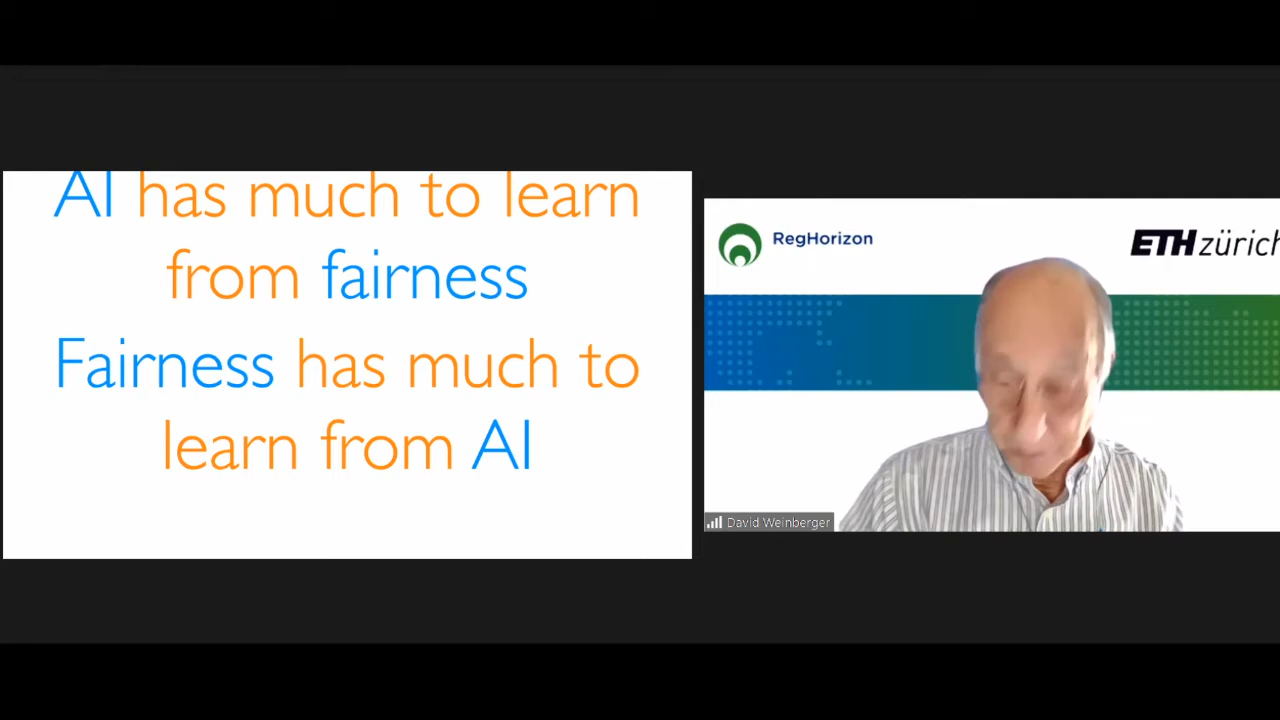 AI has much to learn
from fairness
Fairness has much to
learn from AI
RegHorizon
ETH zürich
David Weinberger